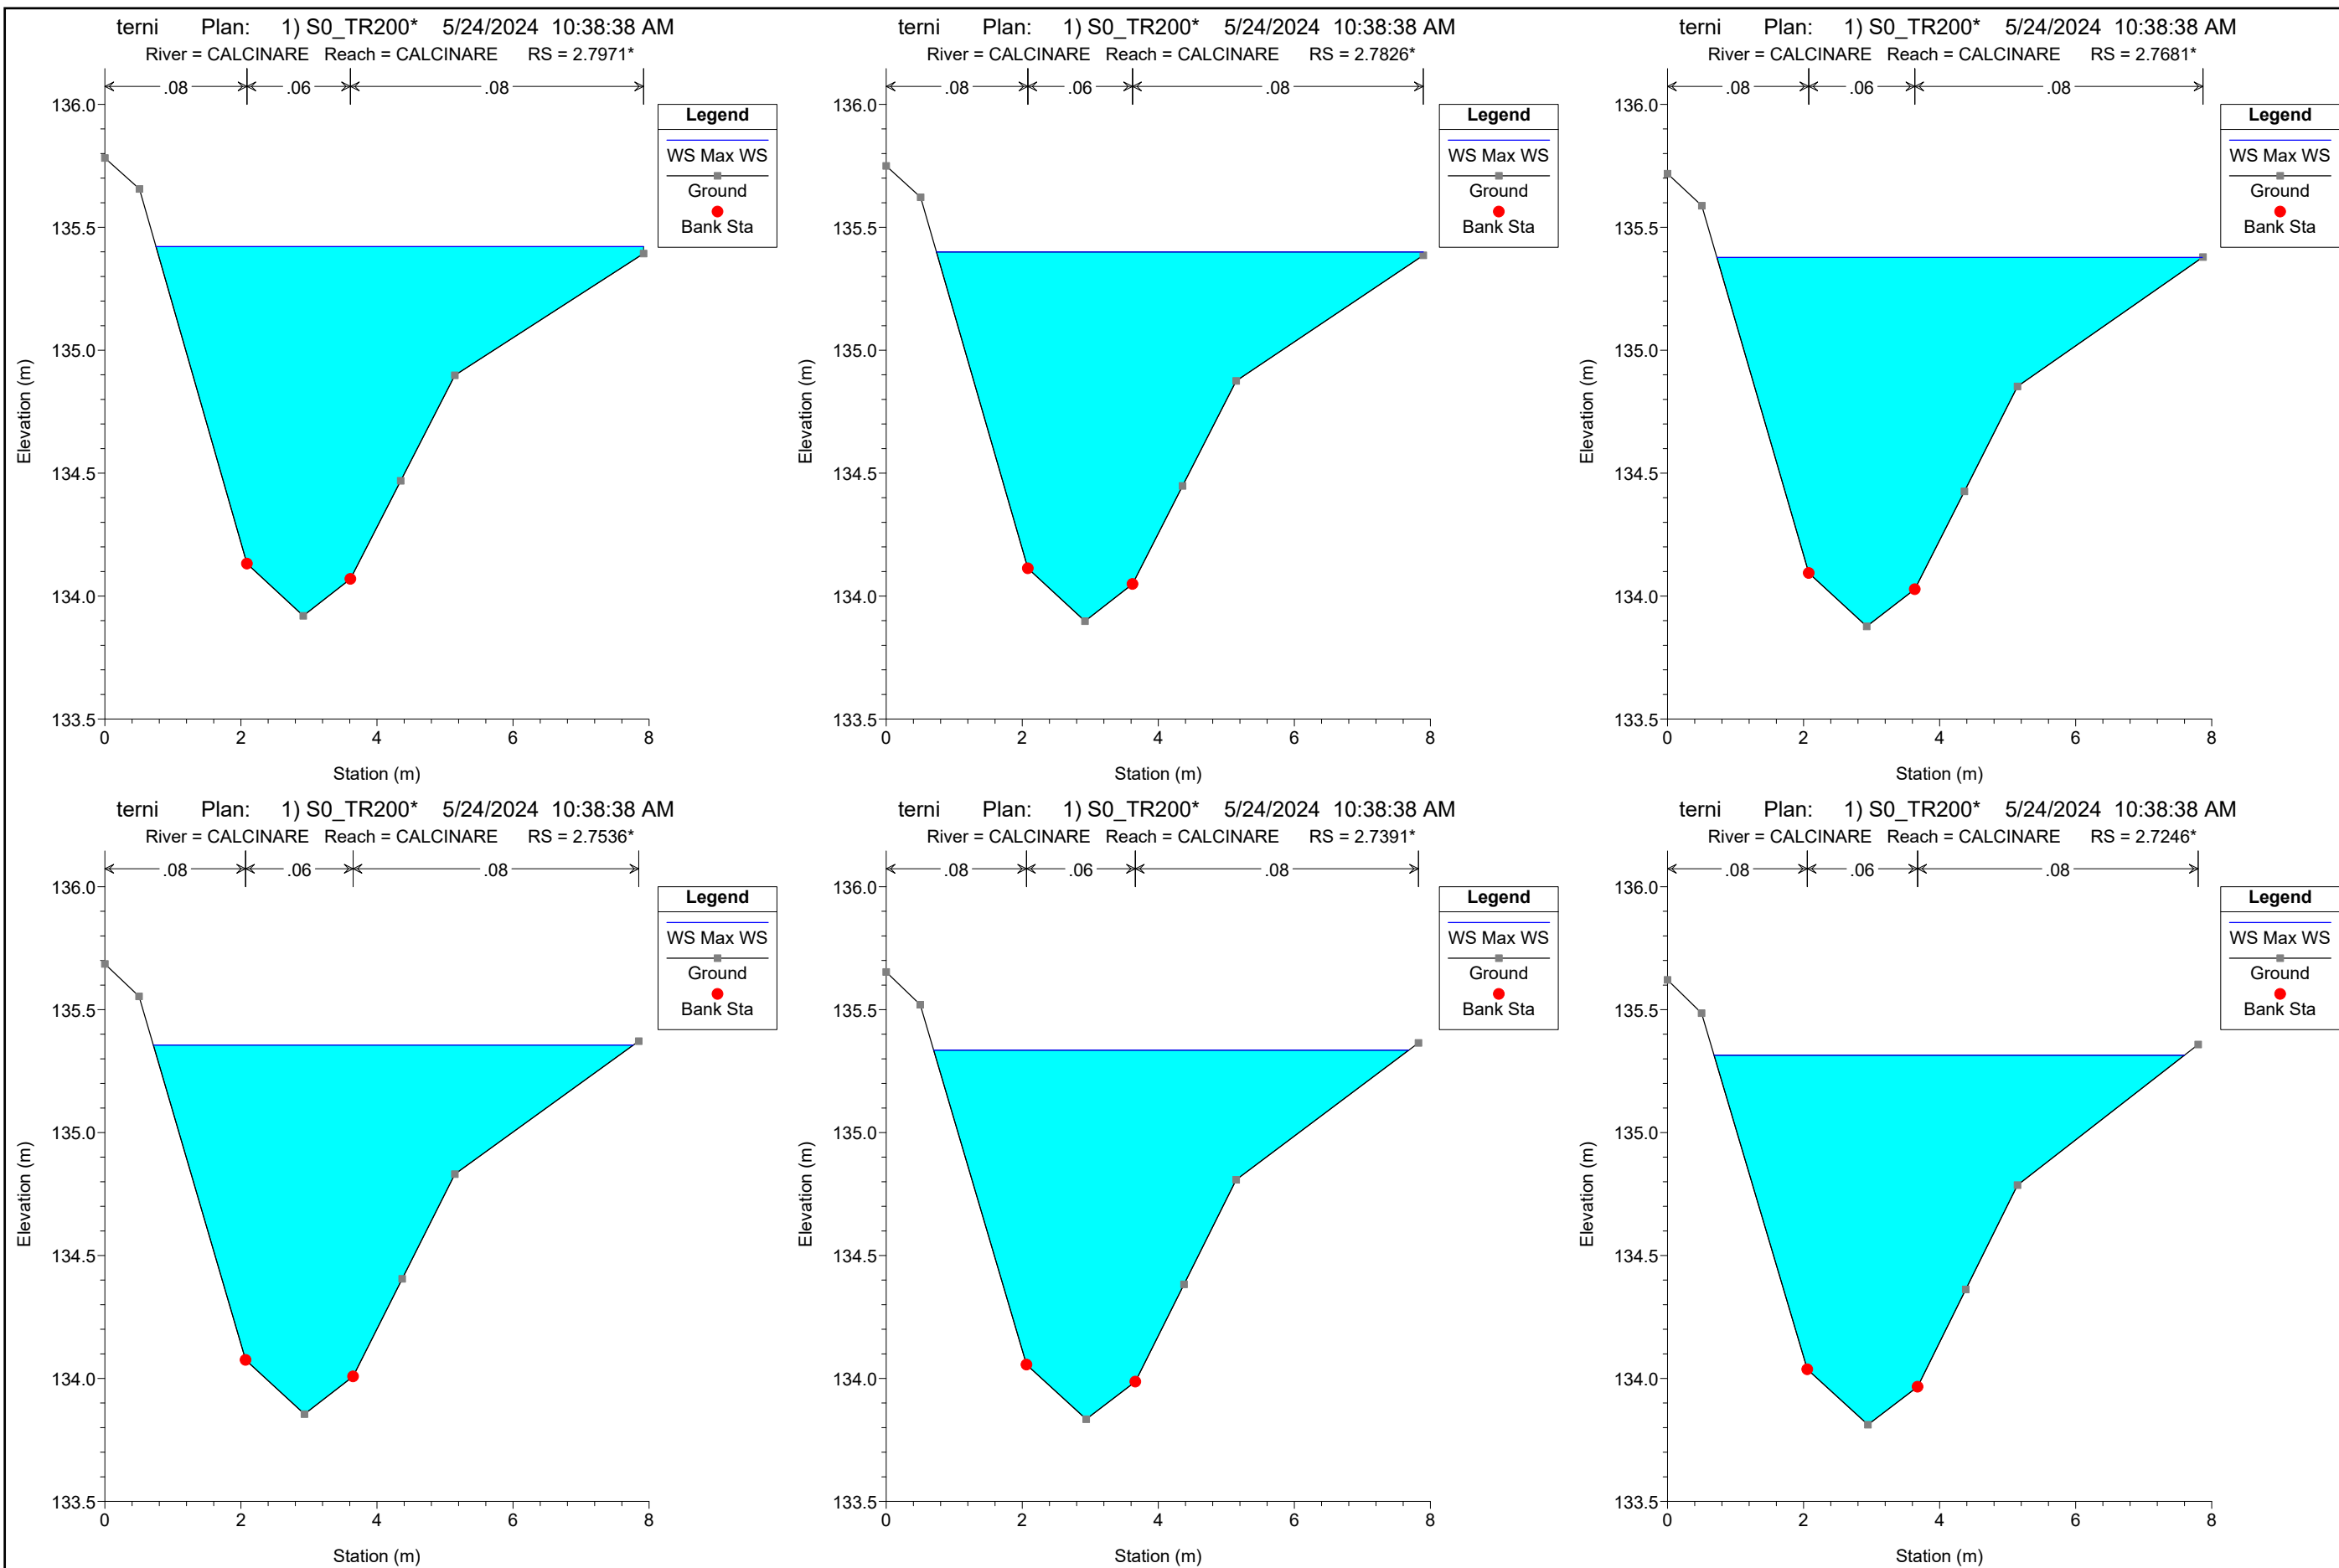 terni Plan: 1) S0_TR200* 5/24/2024 10:38:38 AM
River = CALCINARE Reach = CALCINARE RS = 2.7971*
.08 .06 .08
136.0
135.5
135.0
134.5
134.0
133.5
Elevation (m)
0 2 4 6 8
Station (m)
Legend
WS Max WS
Ground
Bank Sta
terni Plan: 1) S0_TR200* 5/24/2024 10:38:38 AM
River = CALCINARE Reach = CALCINARE RS = 2.7826*
.08 .06 .08
136.0
135.5
135.0
134.5
134.0
133.5
Elevation (m)
0 2 4 6 8
Station (m)
Legend
WS Max WS
Ground
Bank Sta
terni Plan: 1) S0_TR200* 5/24/2024 10:38:38 AM
River = CALCINARE Reach = CALCINARE RS = 2.7681*
.08 .06 .08
136.0
135.5
135.0
134.5
134.0
133.5
Elevation (m)
0 2 4 6 8
Station (m)
Legend
WS Max WS
Ground
Bank Sta
terni Plan: 1) S0_TR200* 5/24/2024 10:38:38 AM
River = CALCINARE Reach = CALCINARE RS = 2.7536*
.08 .06 .08
136.0
135.5
135.0
134.5
134.0
133.5
Elevation (m)
0 2 4 6 8
Station (m)
Legend
WS Max WS
Ground
Bank Sta
terni Plan: 1) S0_TR200* 5/24/2024 10:38:38 AM
River = CALCINARE Reach = CALCINARE RS = 2.7391*
.08 .06 .08
136.0
135.5
135.0
134.5
134.0
133.5
Elevation (m)
0 2 4 6 8
Station (m)
Legend
WS Max WS
Ground
Bank Sta
terni Plan: 1) S0_TR200* 5/24/2024 10:38:38 AM
River = CALCINARE Reach = CALCINARE RS = 2.7246*
.08 .06 .08
136.0
135.5
135.0
134.5
134.0
133.5
Elevation (m)
0 2 4 6 8
Station (m)
Legend
WS Max WS
Ground
Bank Sta